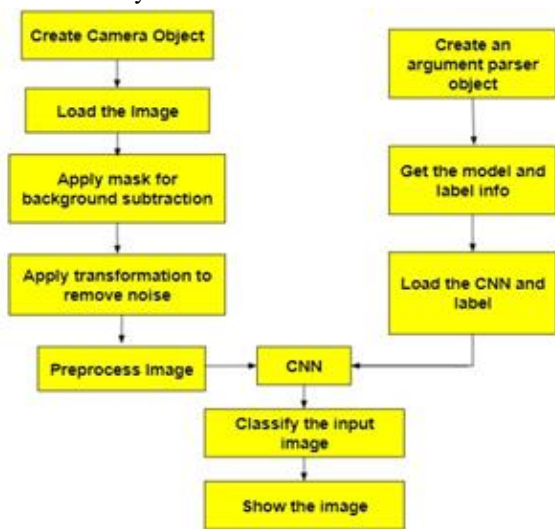 Create Camera Object
Load the Image
Apply mask for
background subtraction
Apply transformation to
remove noise
Preprocess Image
Create an
argument parser
object
Get the model and
label info
Load the CNN and
label
CNN
Classify the input
image
Show the image